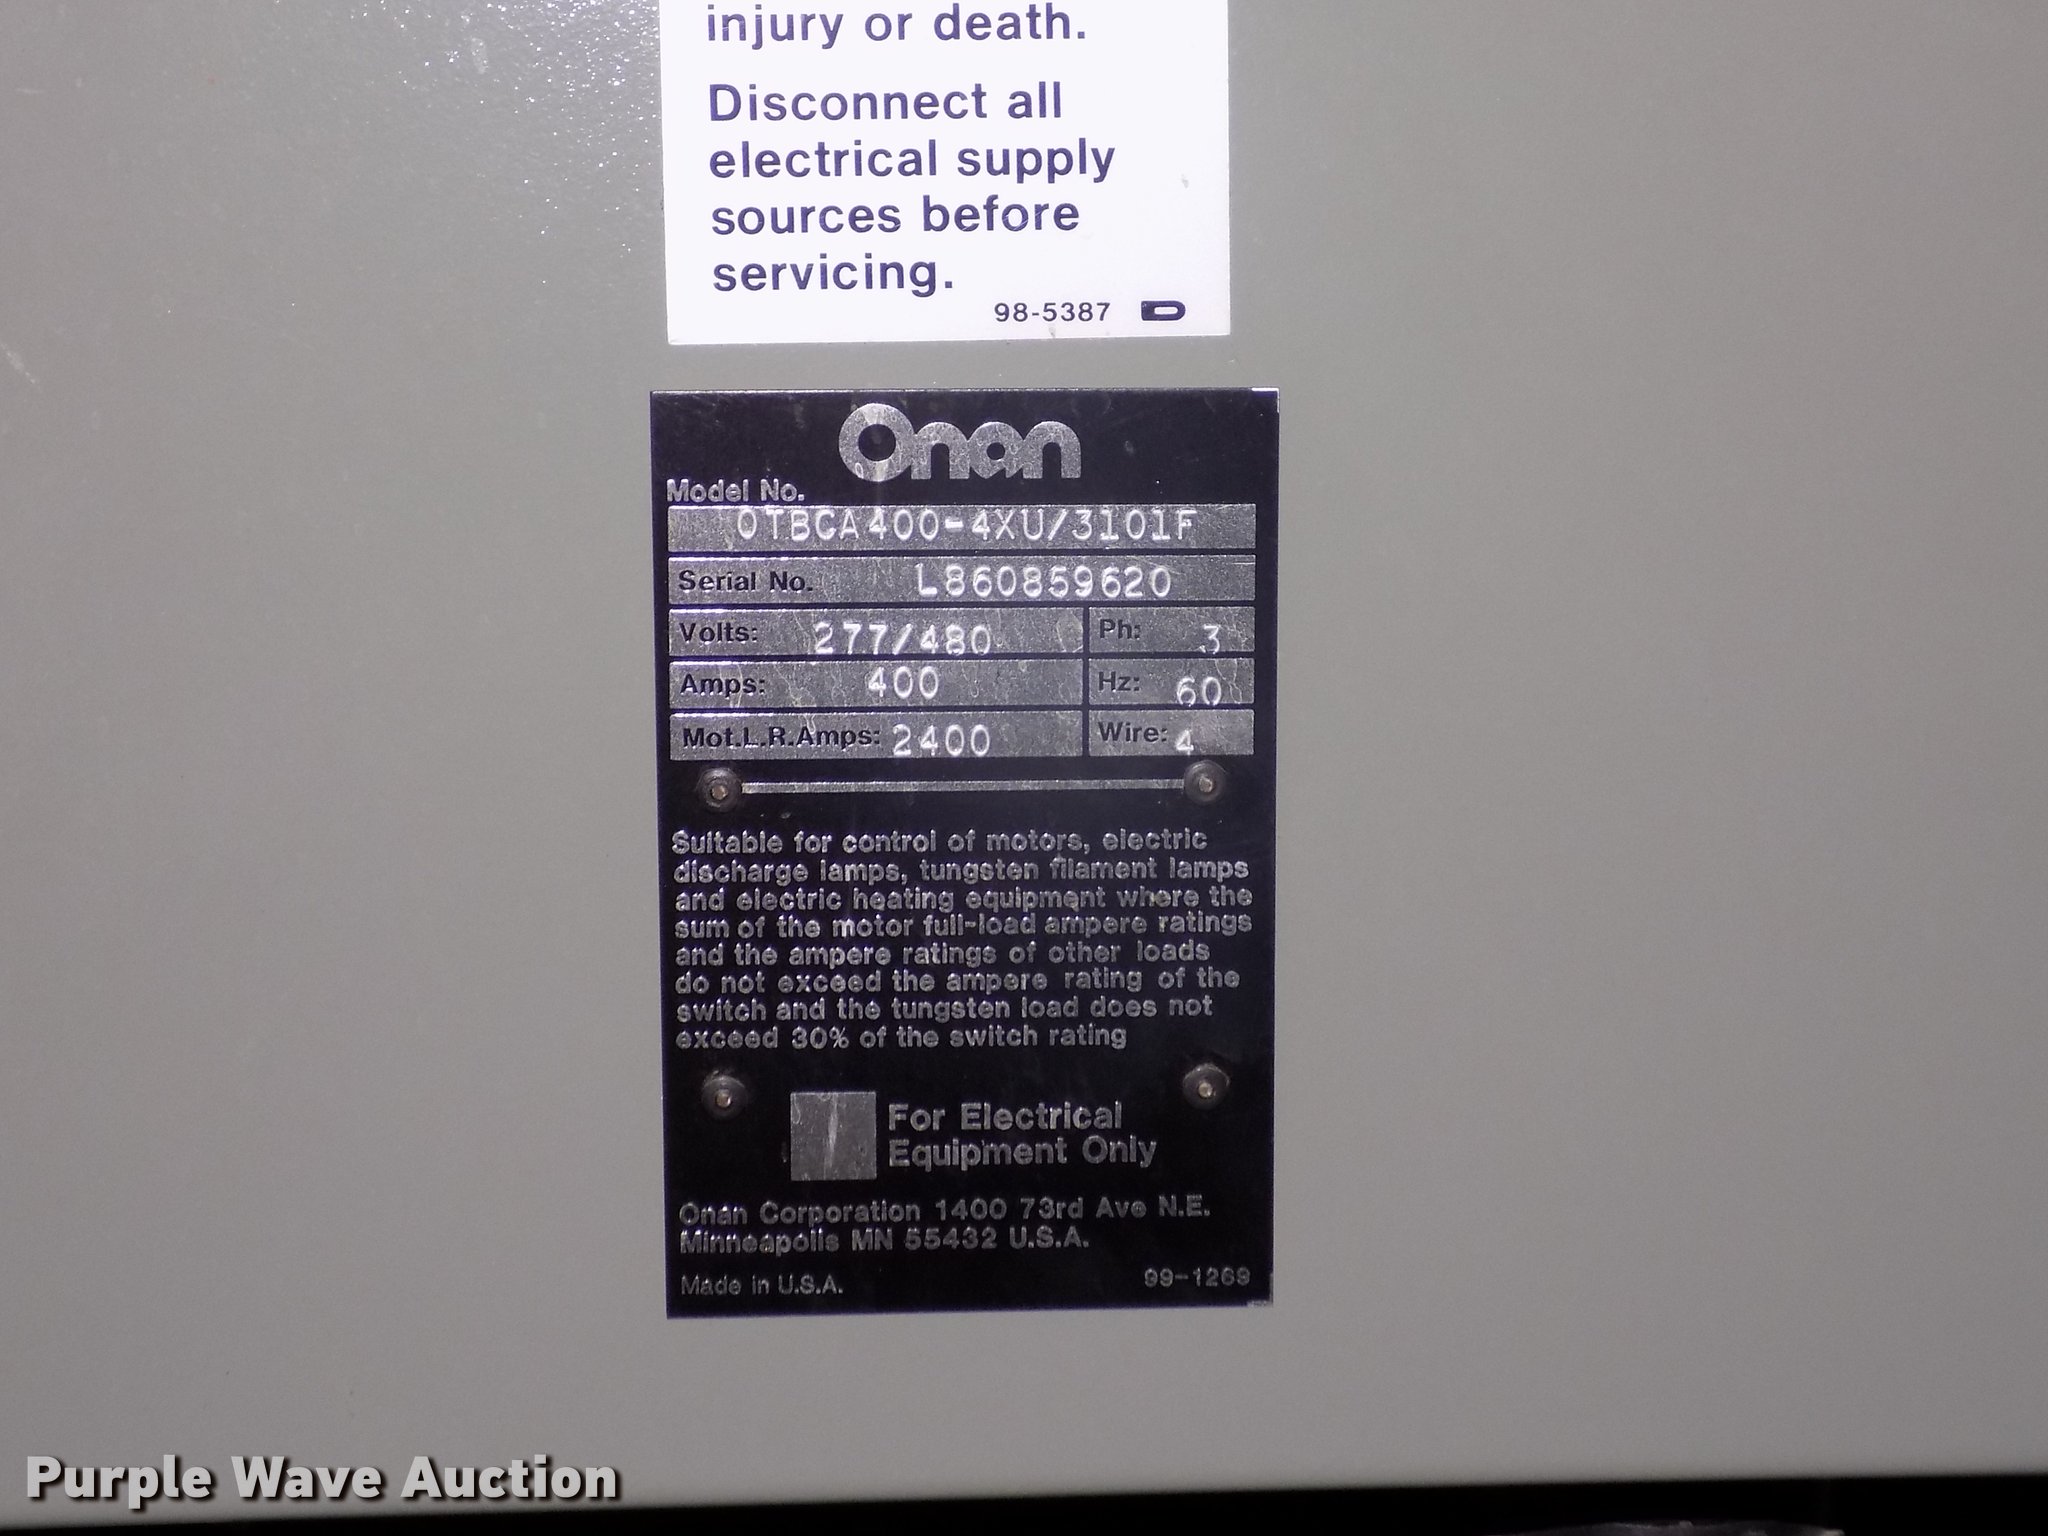 injury or death.
Disconnect all
electrical supply
sources before
servicing.
98-5387
Onan
Model No.
OTBCA400-4XU/3101F
Serial No. L860859620
Volts: 277/480 Ph: 3
Amps: 400 Hz: 60
Mot.L.R.Amps: 2400 Wire: 4
Suitable for control of motors, electric
discharge lamps, tungsten filament lamps
and electric heating equipment where the
sum of the motor full-load ampere ratings
and the ampere ratings of other loads
do not exceed the ampere rating of the
switch and the tungsten load does not
exceed 30% of the switch rating
For Electrical
Equipment Only
Onan Corporation 1400 73rd Ave N.E.
Minneapolis MN 55432 U.S.A.
Made in U.S.A. 99-1269
Purple Wave Auction